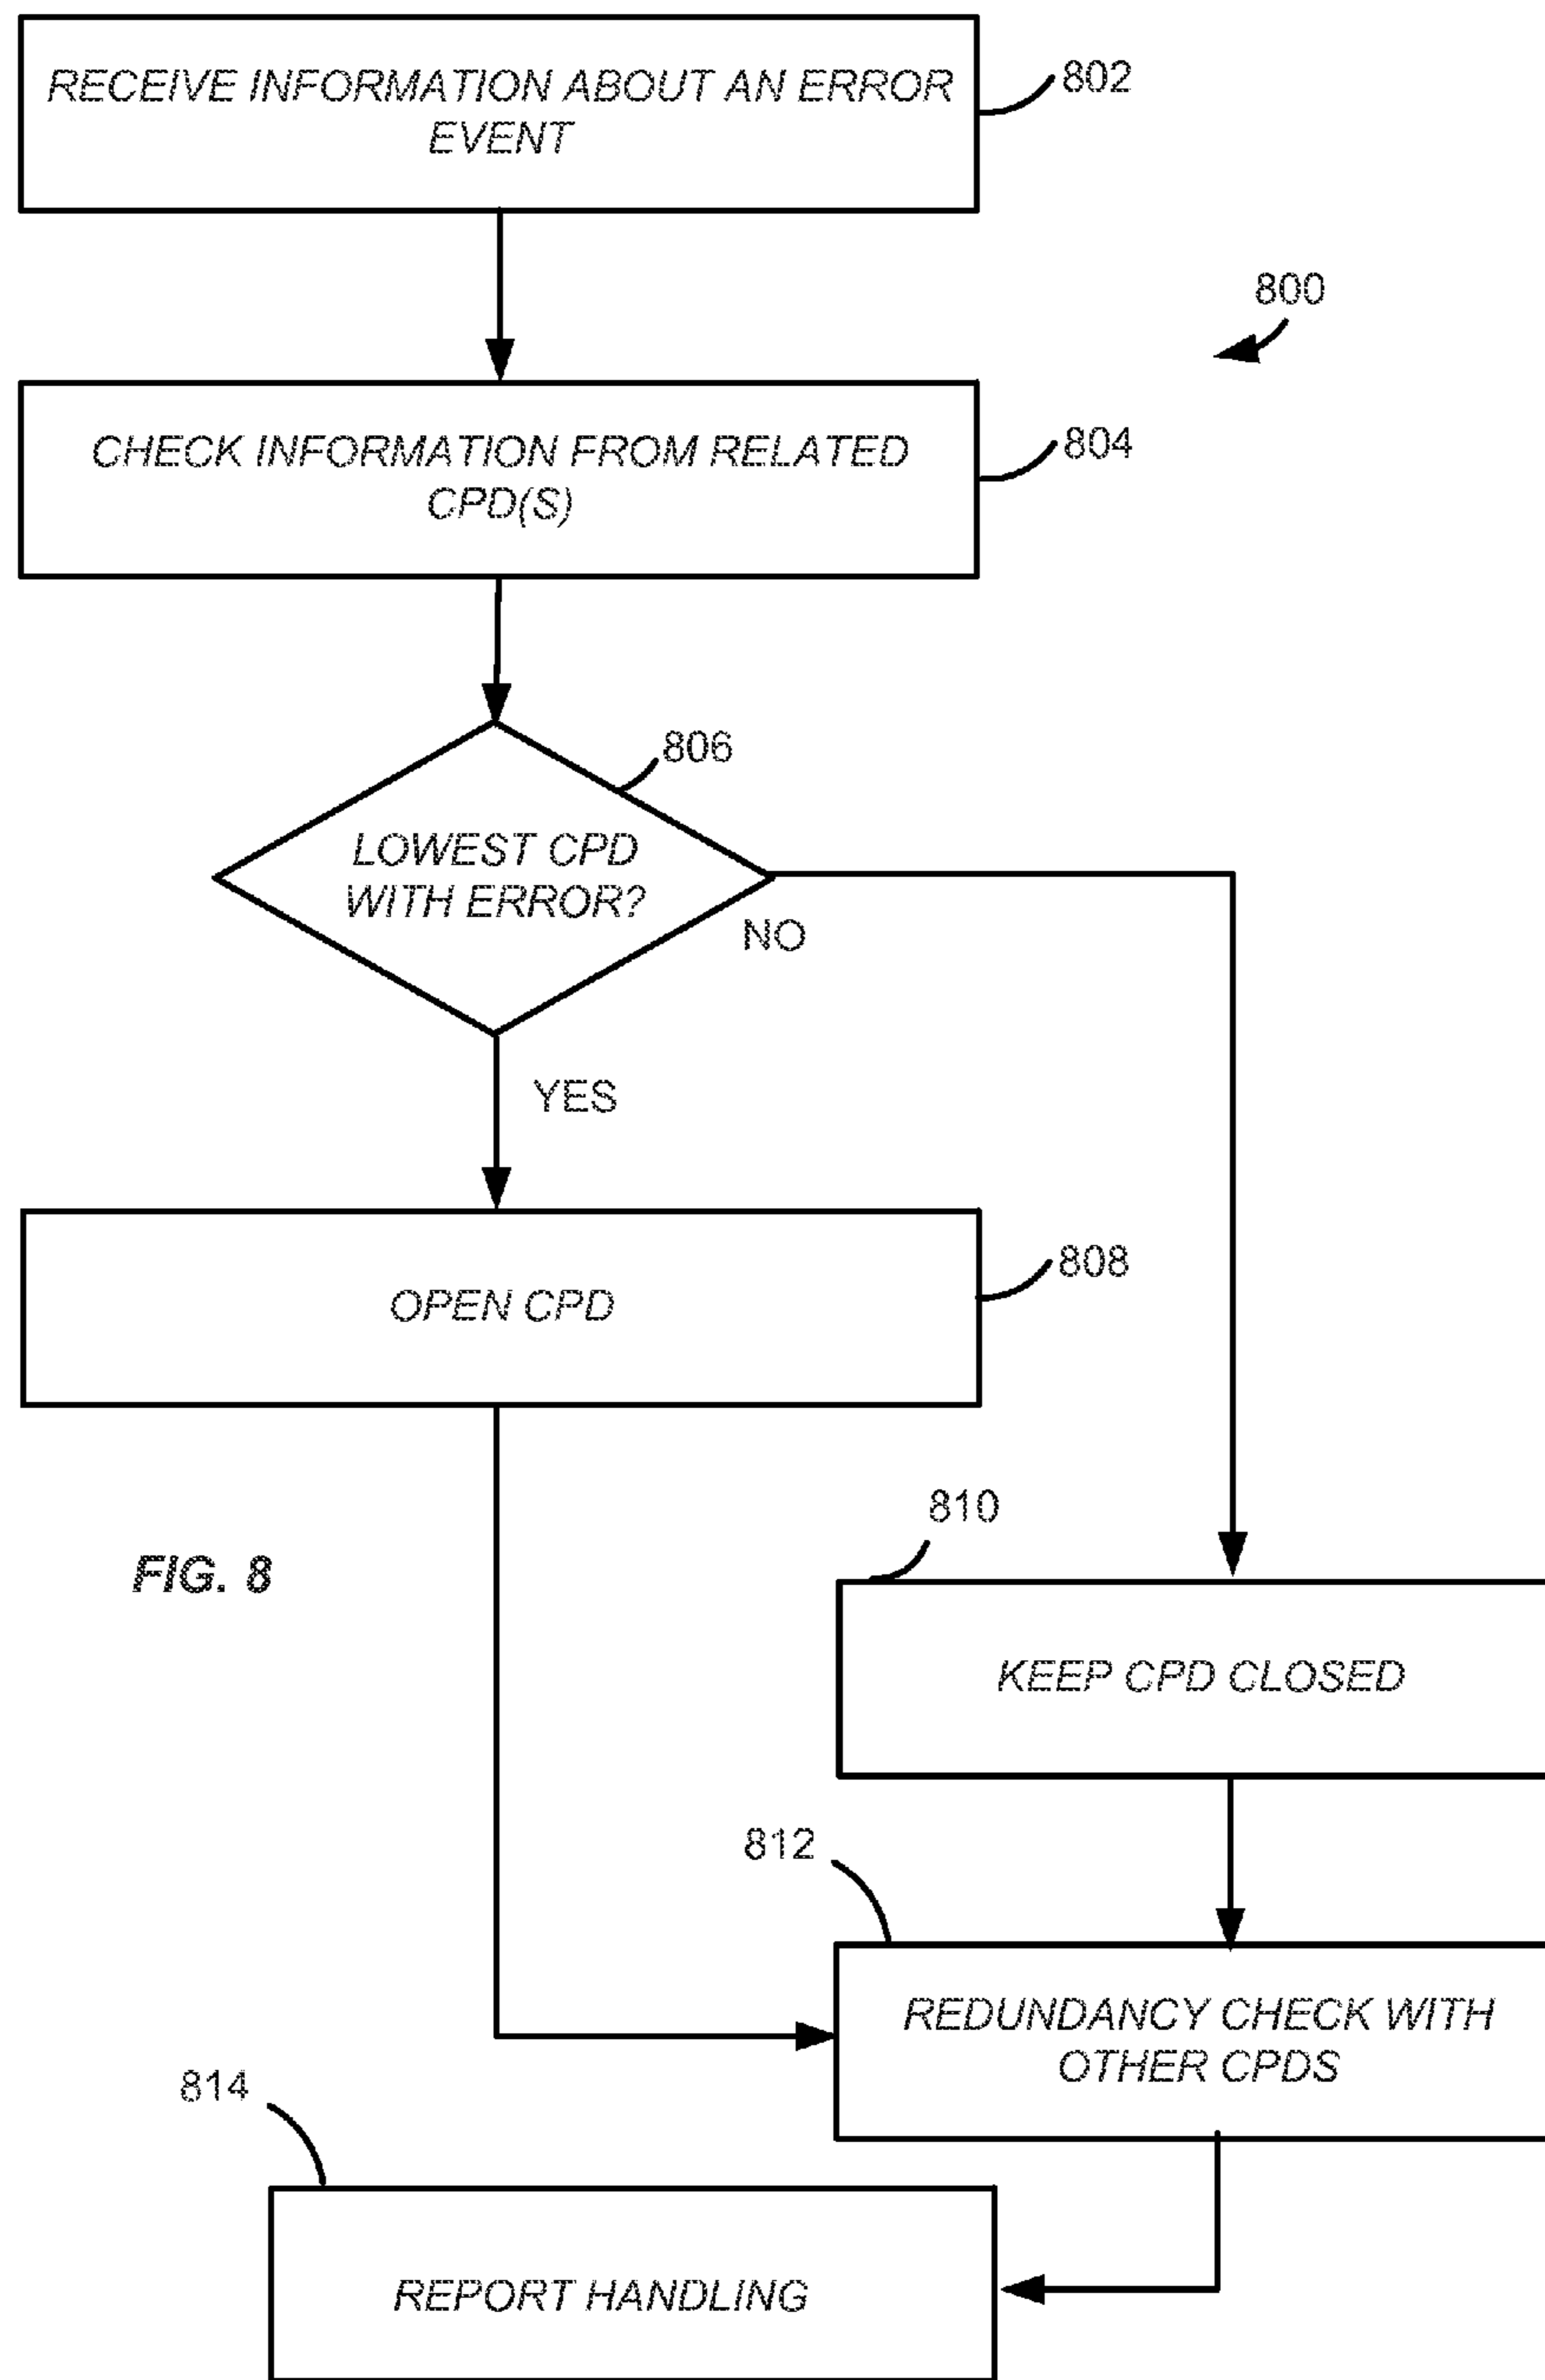 RECEIVE INFORMATION ABOUT AN ERROR
EVENT
802
800
CHECK INFORMATION FROM RELATED
CPD(S)
804
806
LOWEST CPD
WITH ERROR?
NO
YES
OPEN CPD
808
810
FIG. 8
KEEP CPD CLOSED
812
REDUNDANCY CHECK WITH
OTHER CPDS
814
REPORT HANDLING